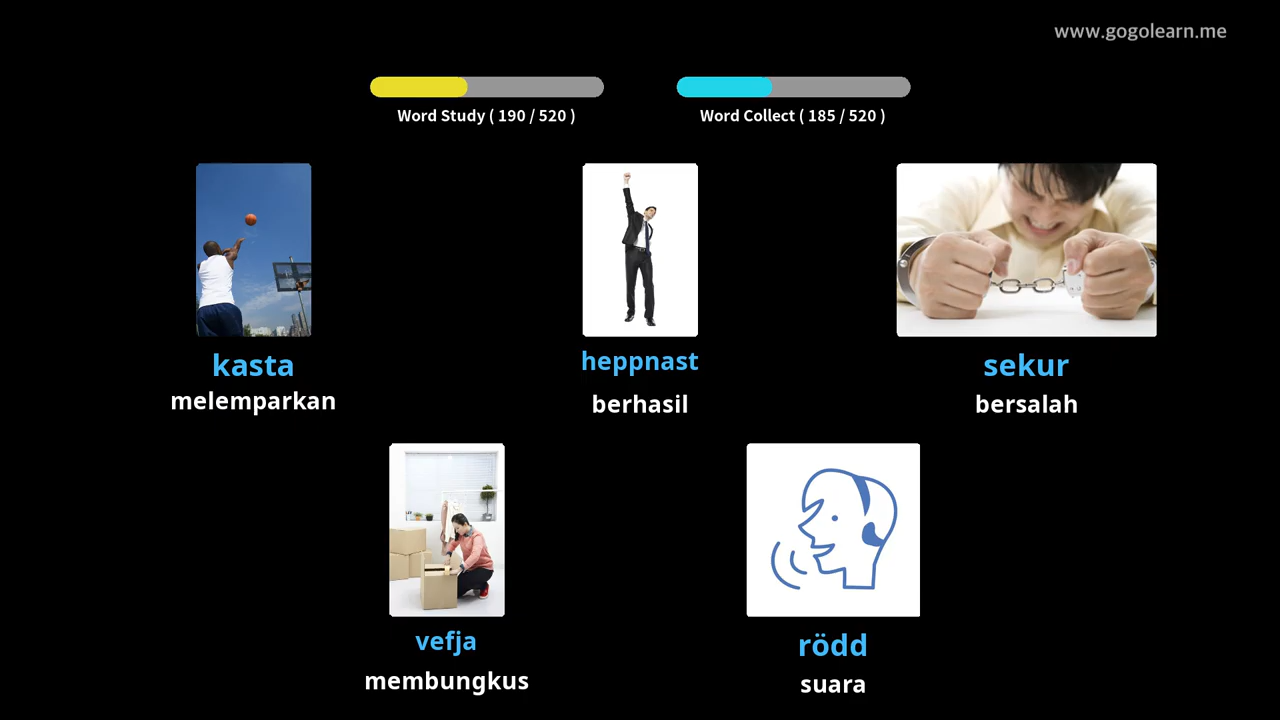 www.gogolearn.me
Word Study ( 190 / 520 )
Word Collect ( 185 / 520 )
kasta
melemparkan
heppnast
berhasil
sekur
bersalah
vefja
membungkus
rödd
suara